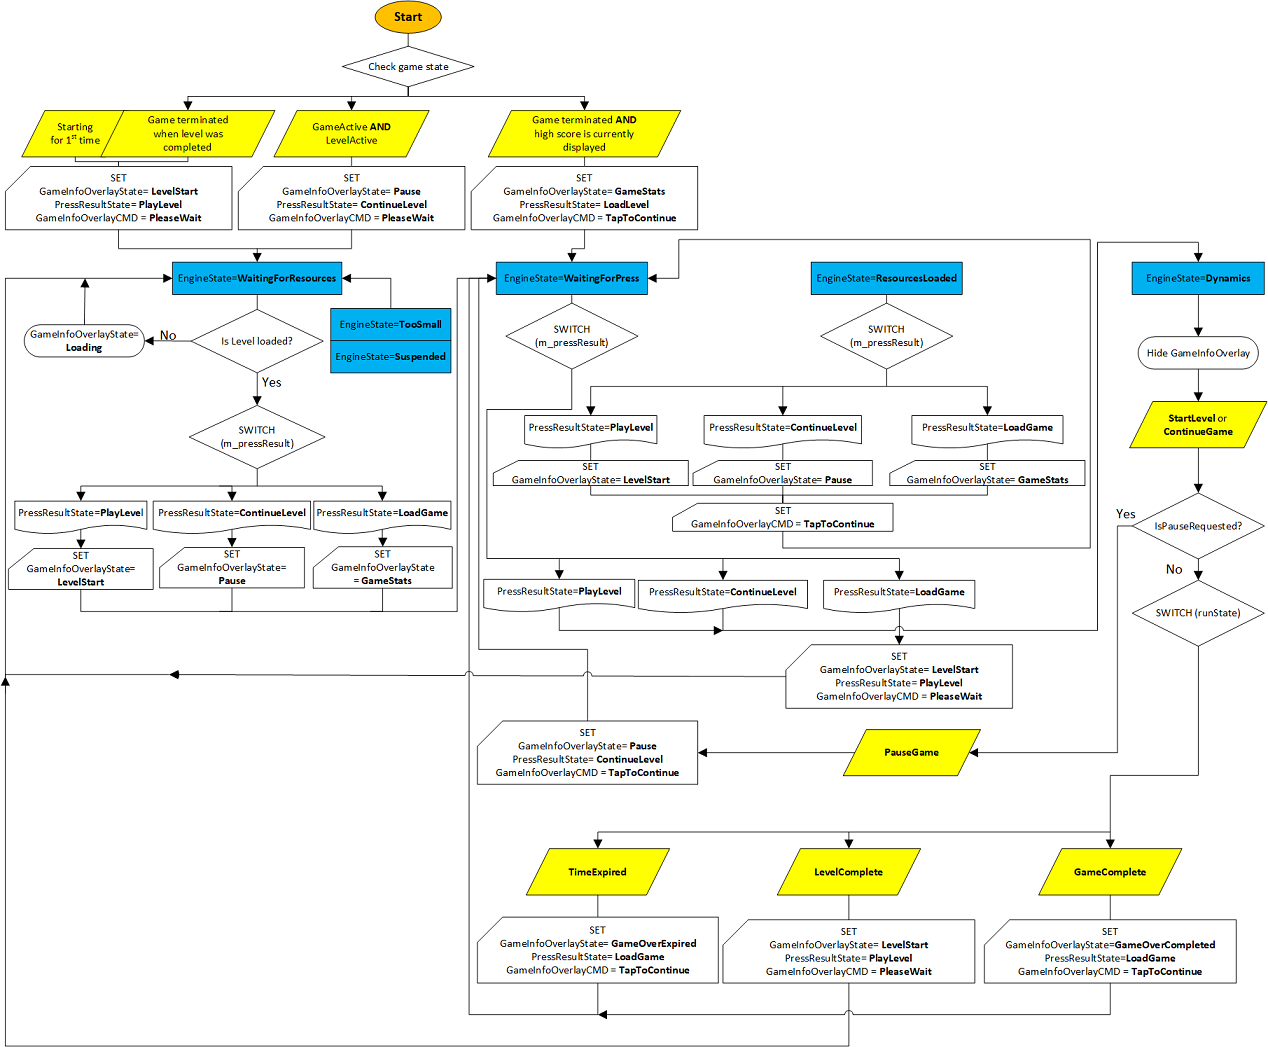 Start
Check game state
Starting
for 1st time
Game terminated
when level was
completed
GameActive AND
LevelActive
Game terminated AND
high score is currently
displayed
SET
GameInfoOverlayState= LevelStart
PressResultState= PlayLevel
GameInfoOverlayCMD = PleaseWait
SET
GameInfoOverlayState= Pause
PressResultState= ContinueLevel
GameInfoOverlayCMD = PleaseWait
SET
GameInfoOverlayState= GameStats
PressResultState= LoadLevel
GameInfoOverlayCMD = TapToContinue
EngineState=WaitingForResources
EngineState=WaitingForPress
EngineState=ResourcesLoaded
EngineState=Dynamics
GameInfoOverlayState=
Loading
No
Is Level loaded?
Yes
EngineState=TooSmall
EngineState=Suspended
SWITCH
(m_pressResult)
SWITCH
(m_pressResult)
Hide GameInfoOverlay
SWITCH
(m_pressResult)
PressResultState=PlayLevel
PressResultState=ContinueLevel
PressResultState=LoadGame
StartLevel or
ContinueGame
SET
GameInfoOverlayState= LevelStart
SET
GameInfoOverlayState= Pause
SET
GameInfoOverlayState= GameStats
SET
GameInfoOverlayCMD = TapToContinue
PressResultState=PlayLevel
PressResultState=ContinueLevel
PressResultState=LoadGame
SET
GameInfoOverlayState=
LevelStart
SET
GameInfoOverlayState=
Pause
SET
GameInfoOverlayState
= GameStats
Yes
IsPauseRequested?
No
PressResultState=PlayLevel
PressResultState=ContinueLevel
PressResultState=LoadGame
SWITCH (runState)
SET
GameInfoOverlayState= LevelStart
PressResultState= PlayLevel
GameInfoOverlayCMD = PleaseWait
SET
GameInfoOverlayState= Pause
PressResultState= ContinueLevel
GameInfoOverlayCMD = TapToContinue
PauseGame
TimeExpired
LevelComplete
GameComplete
SET
GameInfoOverlayState= GameOverExpired
PressResultState= LoadGame
GameInfoOverlayCMD = TapToContinue
SET
GameInfoOverlayState= LevelStart
PressResultState= PlayLevel
GameInfoOverlayCMD = PleaseWait
SET
GameInfoOverlayState=GameOverCompleted
PressResultState=LoadGame
GameInfoOverlayCMD = TapToContinue